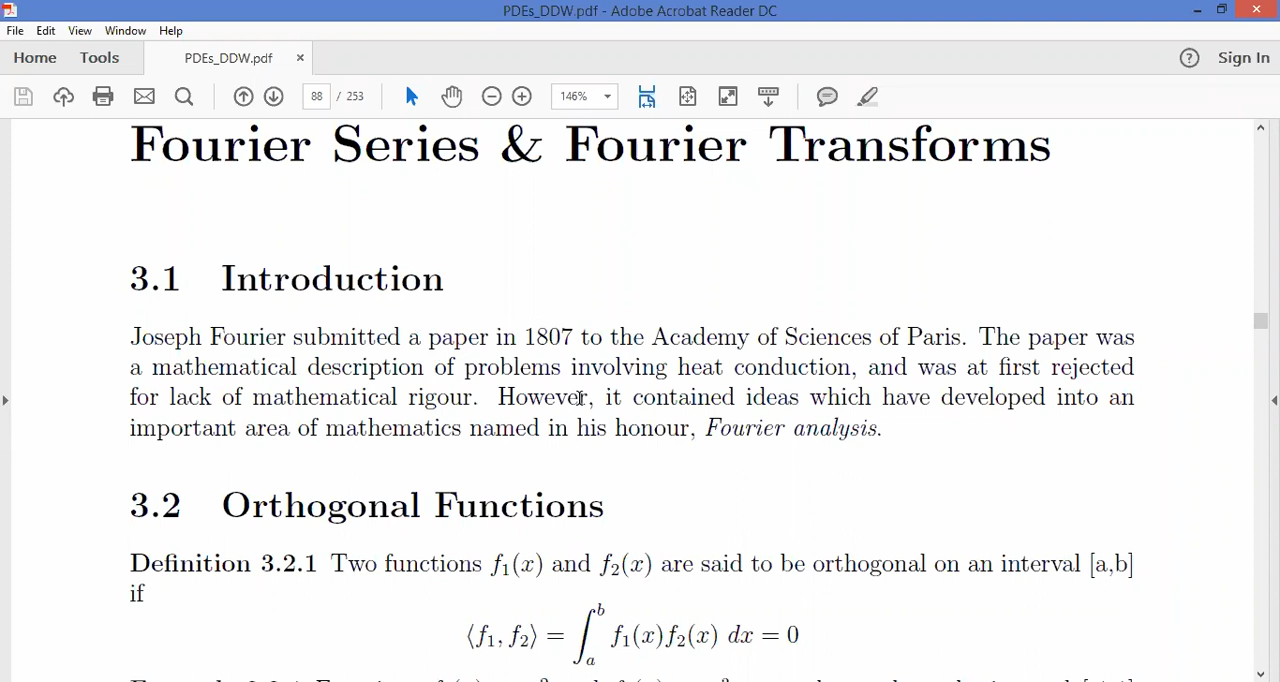 PDEs_DDW.pdf - Adobe Acrobat Reader DC
File Edit View Window Help
Home Tools PDEs_DDW.pdf × ? Sign In
88 / 253 146%
Fourier Series & Fourier Transforms
3.1 Introduction
Joseph Fourier submitted a paper in 1807 to the Academy of Sciences of Paris. The paper was
a mathematical description of problems involving heat conduction, and was at first rejected
for lack of mathematical rigour. However, it contained ideas which have developed into an
important area of mathematics named in his honour, Fourier analysis.
3.2 Orthogonal Functions
Definition 3.2.1 Two functions f₁(x) and f₂(x) are said to be orthogonal on an interval [a,b]
if
⟨f₁, f₂⟩ = ∫ₐᵇ f₁(x)f₂(x) dx = 0